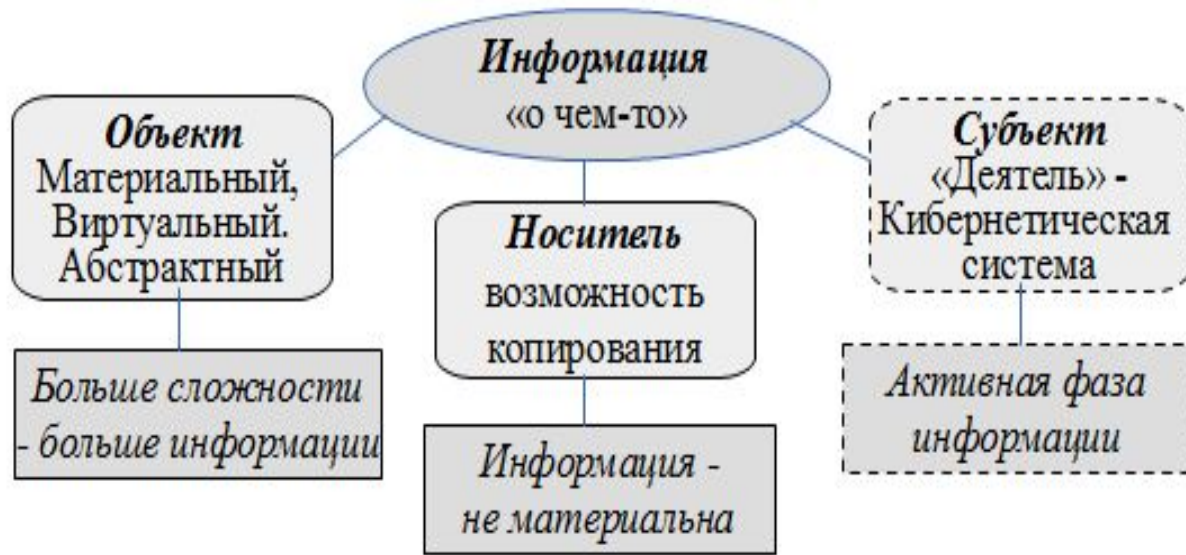 Информация
«о чем-то»
Объект
Материальный,
Виртуальный.
Абстрактный
Больше сложности
- больше информации
Носитель
возможность
копирования
Информация -
не материальна
Субъект
«Деятель» -
Кибернетическая
система
Активная фаза
информации